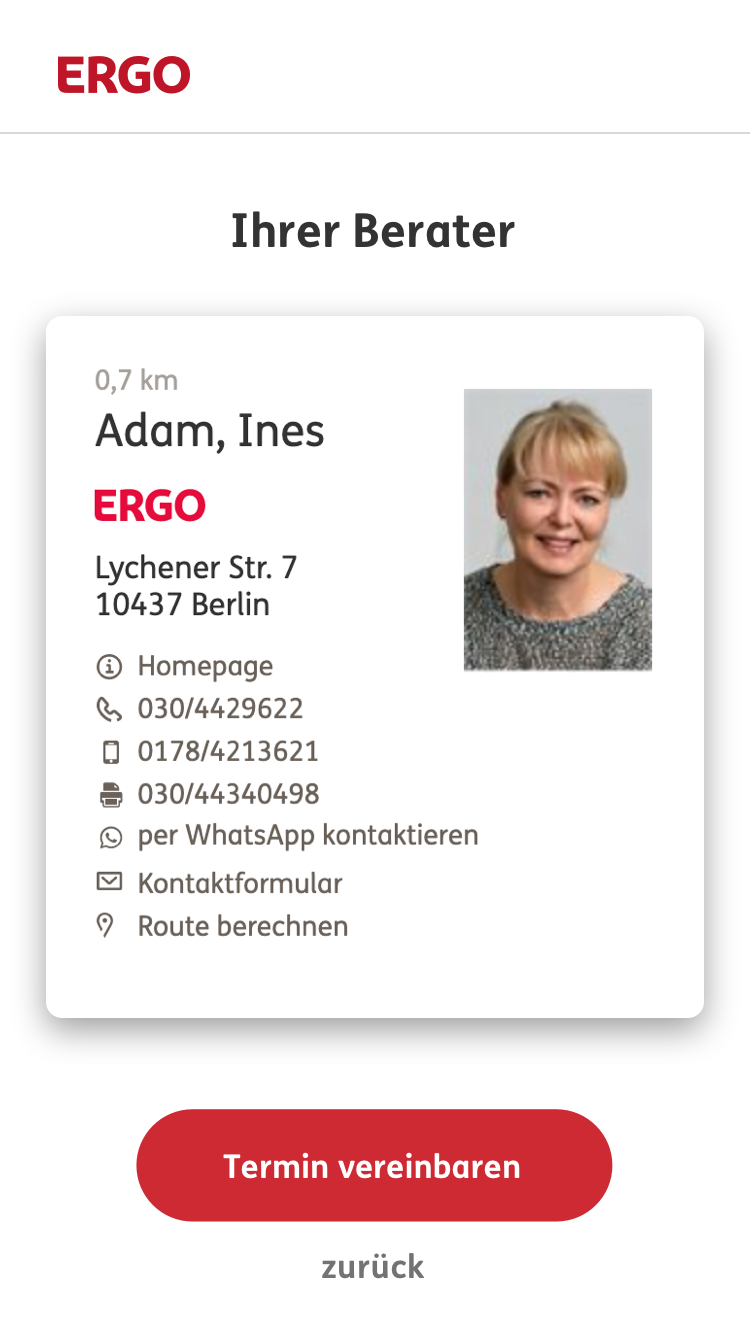 ERGO
Ihrer Berater
0,7 km
Adam, Ines
ERGO
Lychener Str. 7
10437 Berlin
Homepage
030/4429622
0178/4213621
030/44340498
per WhatsApp kontaktieren
Kontaktformular
Route berechnen
Termin vereinbaren
zurück